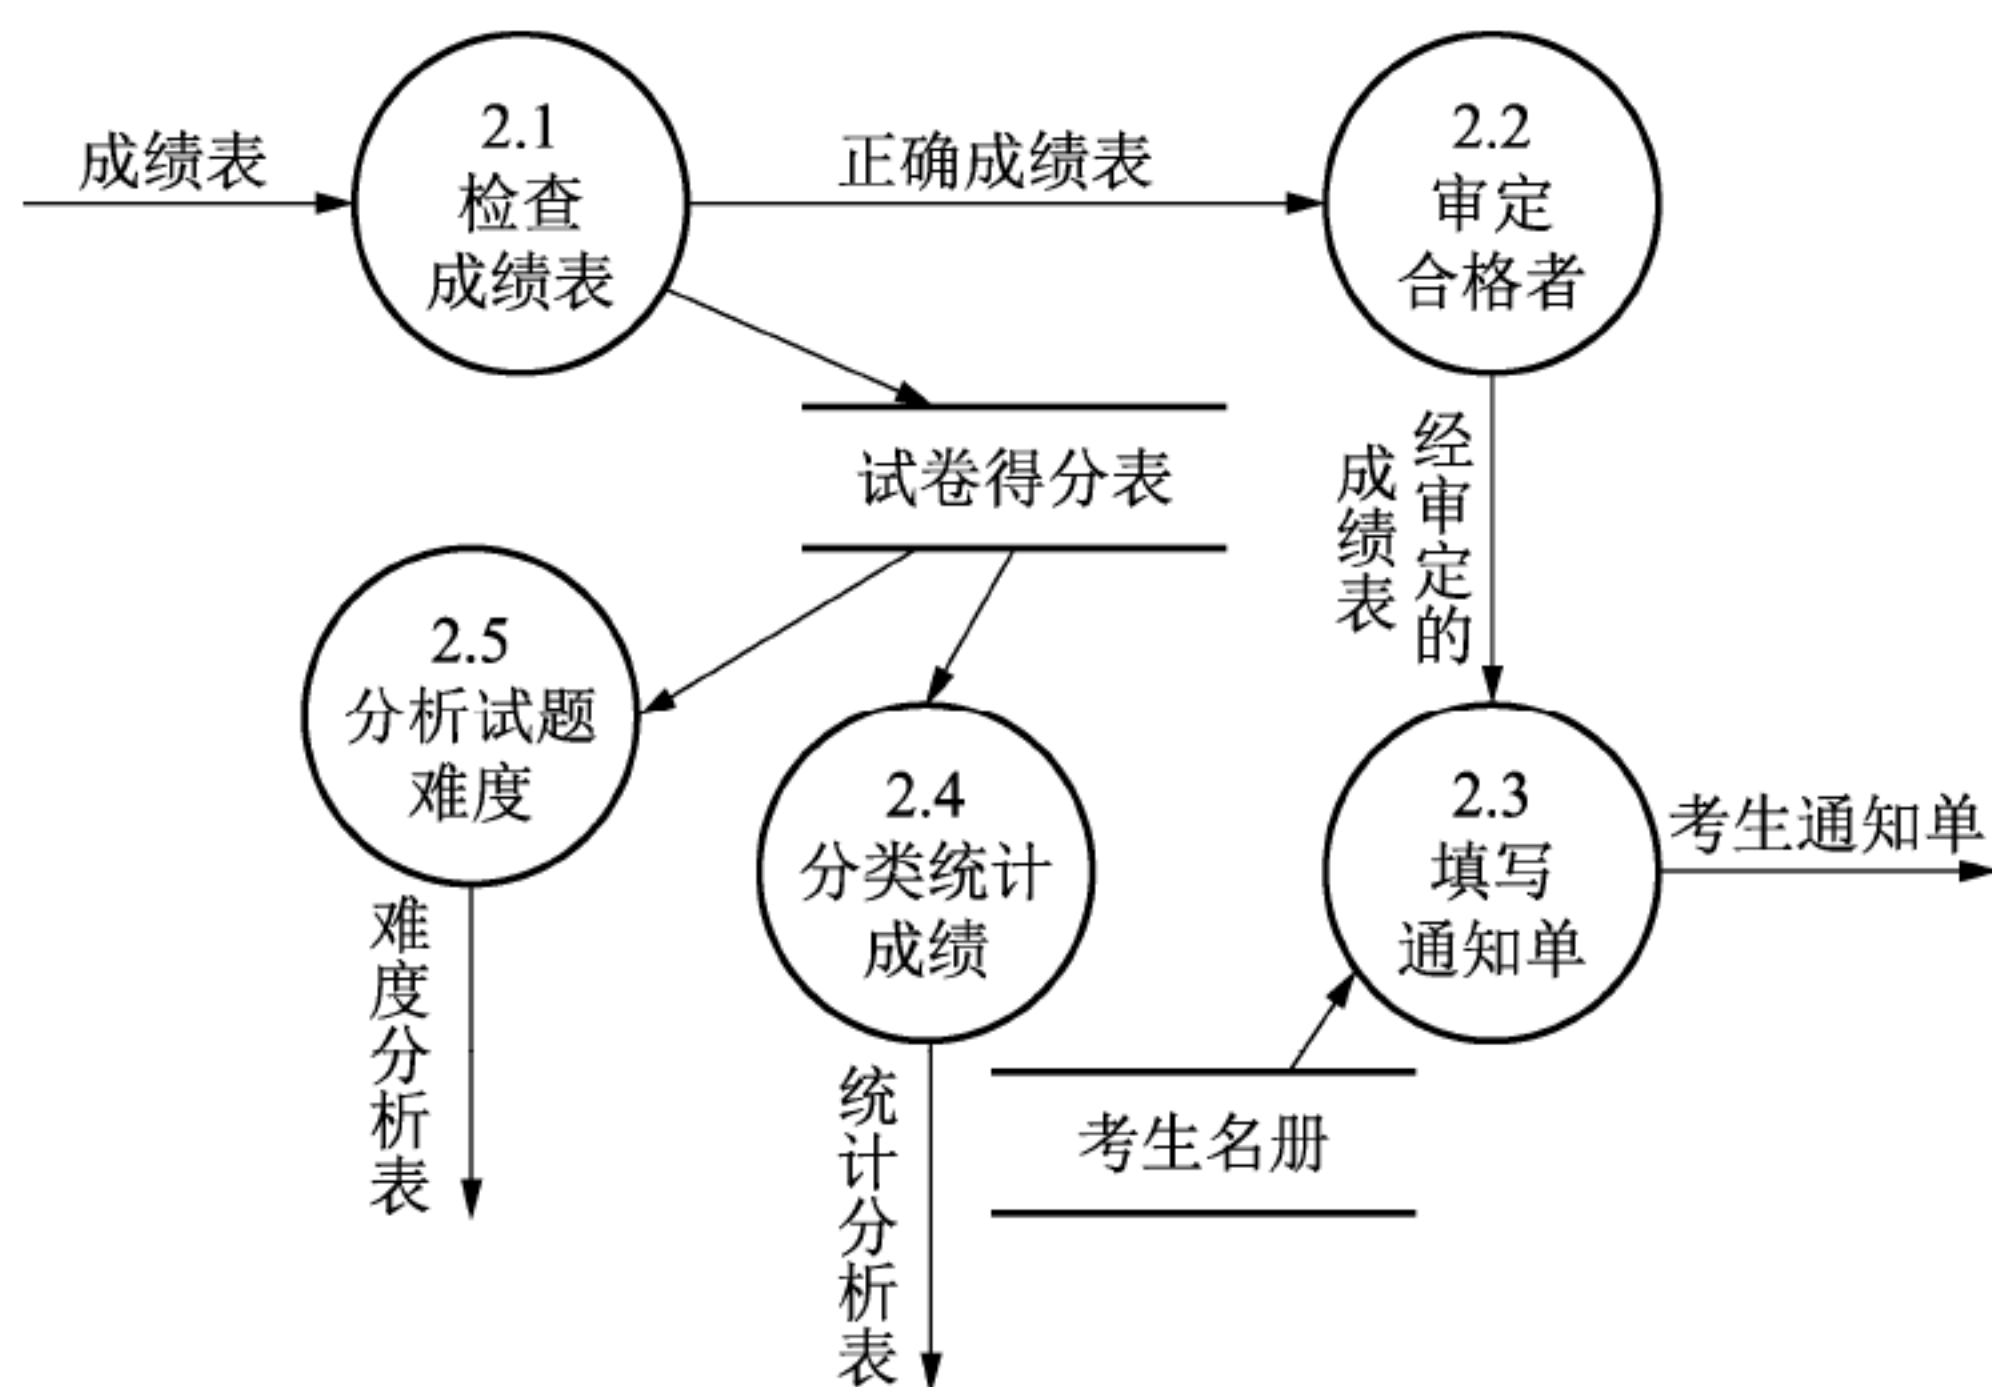 成绩表
2.1
检查
成绩表
正确成绩表
2.2
审定
合格者
试卷得分表
经审定的
成绩表
2.5
分析试题
难度
2.4
分类统计
成绩
2.3
填写
通知单
考生通知单
难度分析表
统计分析表
考生名册